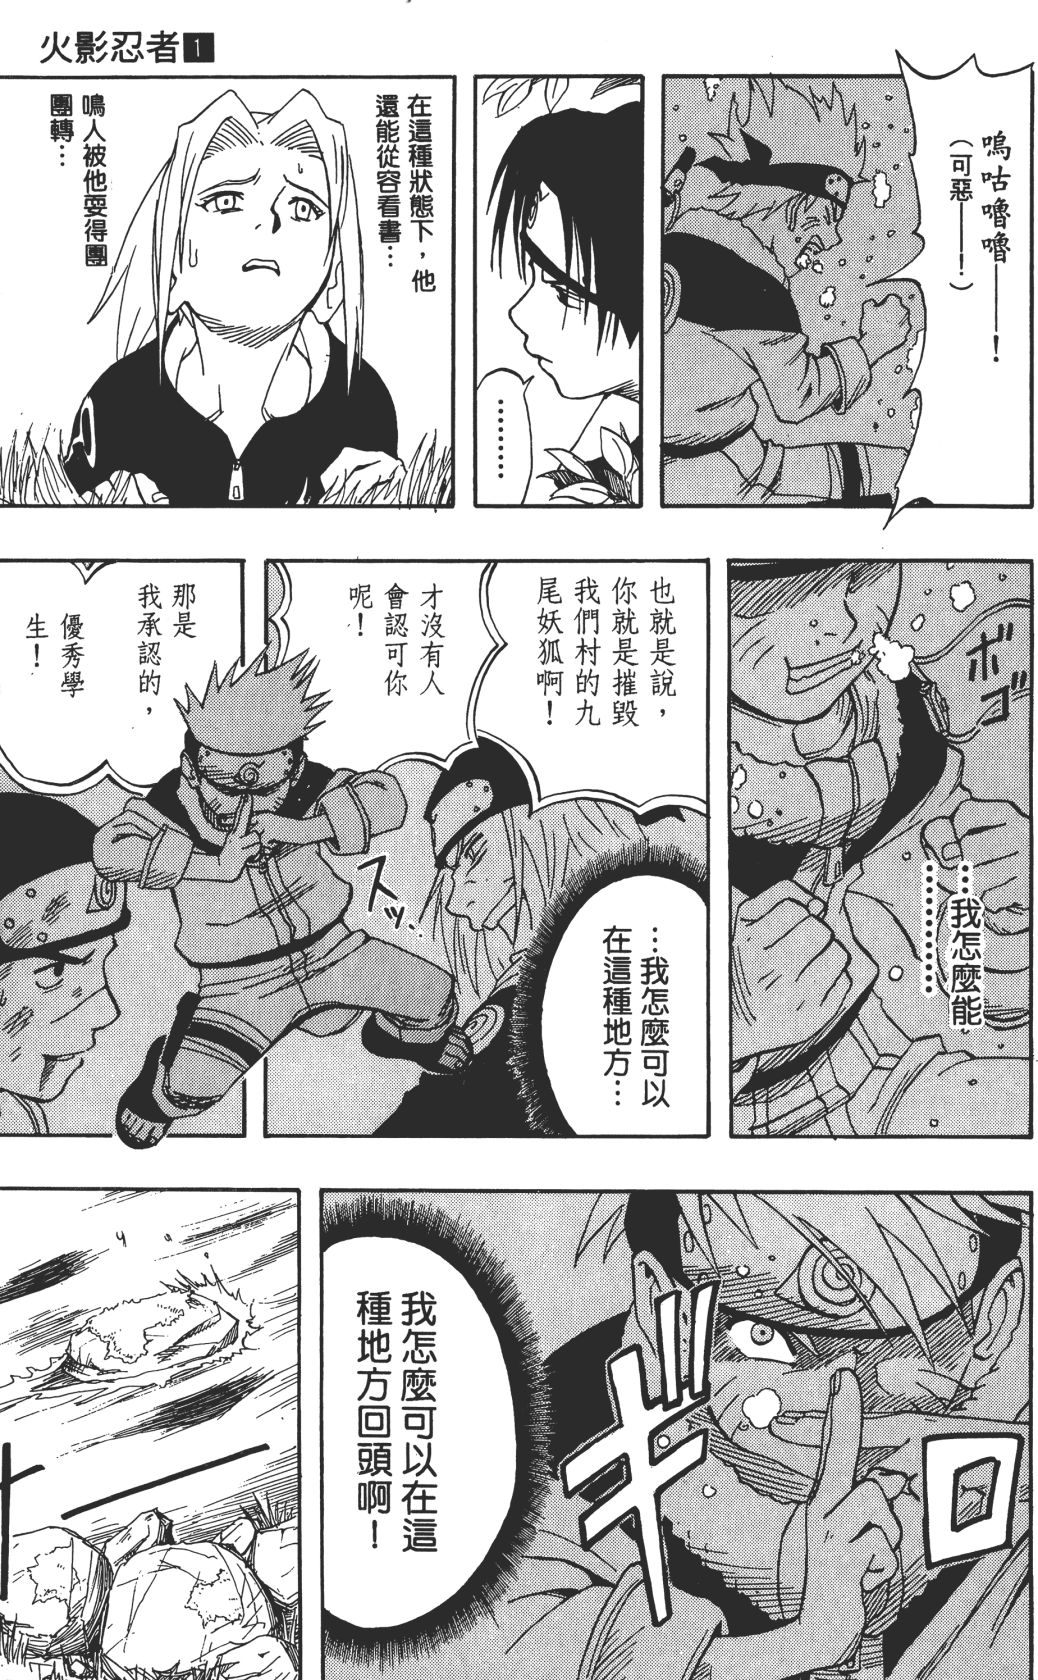 火影忍者1
嗚咕嚕嚕——！
（可惡——！）
………
在這種狀態下，他
還能從容看書…
鳴人被他耍得團
團轉…
ボゴ
…我怎麼能
………
也就是說，
你就是摧毀
我們村的九
尾妖狐啊！
才沒有人
會認可你
呢！
…我怎麼可以
在這種地方…
スッ…
那是
我承認的，
優秀學
生！
ギロ
我怎麼可以在這
種地方回頭啊！